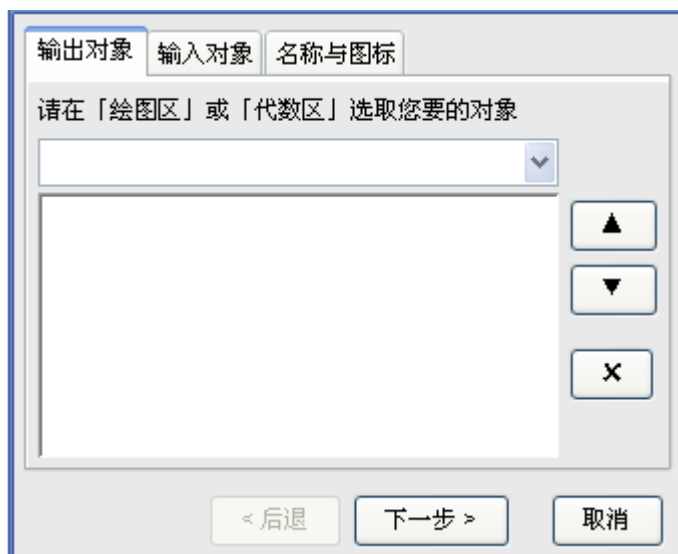 输出对象 输入对象 名称与图标
请在「绘图区」或「代数区」选取您要的对象
< 后退 下一步 > 取消